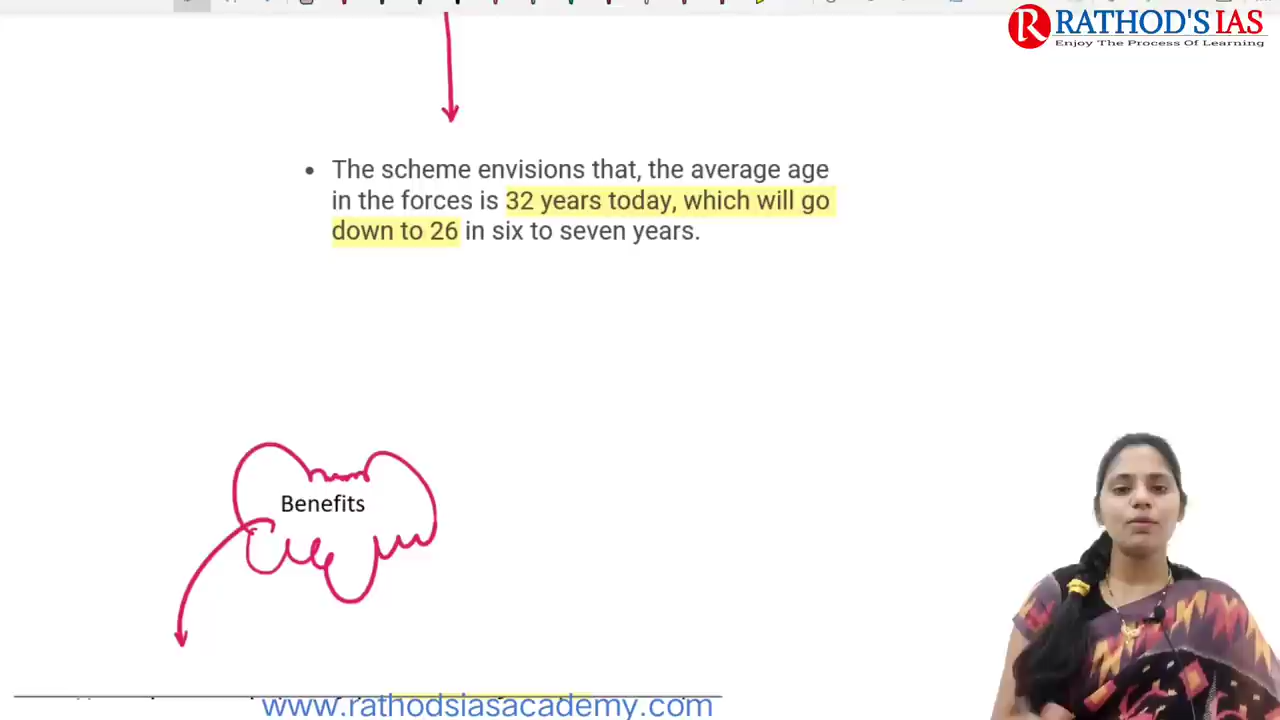 RATHOD'S IAS
Enjoy The Process Of Learning
• The scheme envisions that, the average age
in the forces is 32 years today, which will go
down to 26 in six to seven years.
Benefits
www.rathodsiasacademy.com